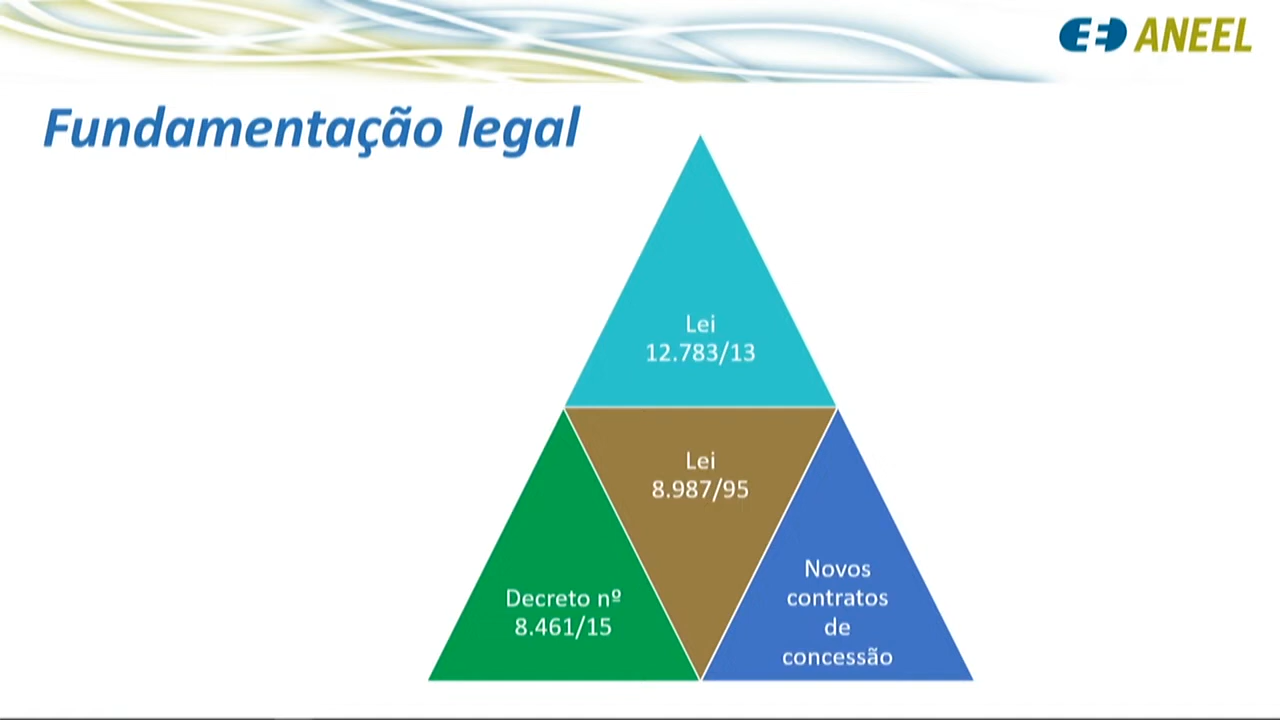 ANEEL
Fundamentação legal
Lei
12.783/13
Lei
8.987/95
Decreto nº
8.461/15
Novos
contratos
de
concessão